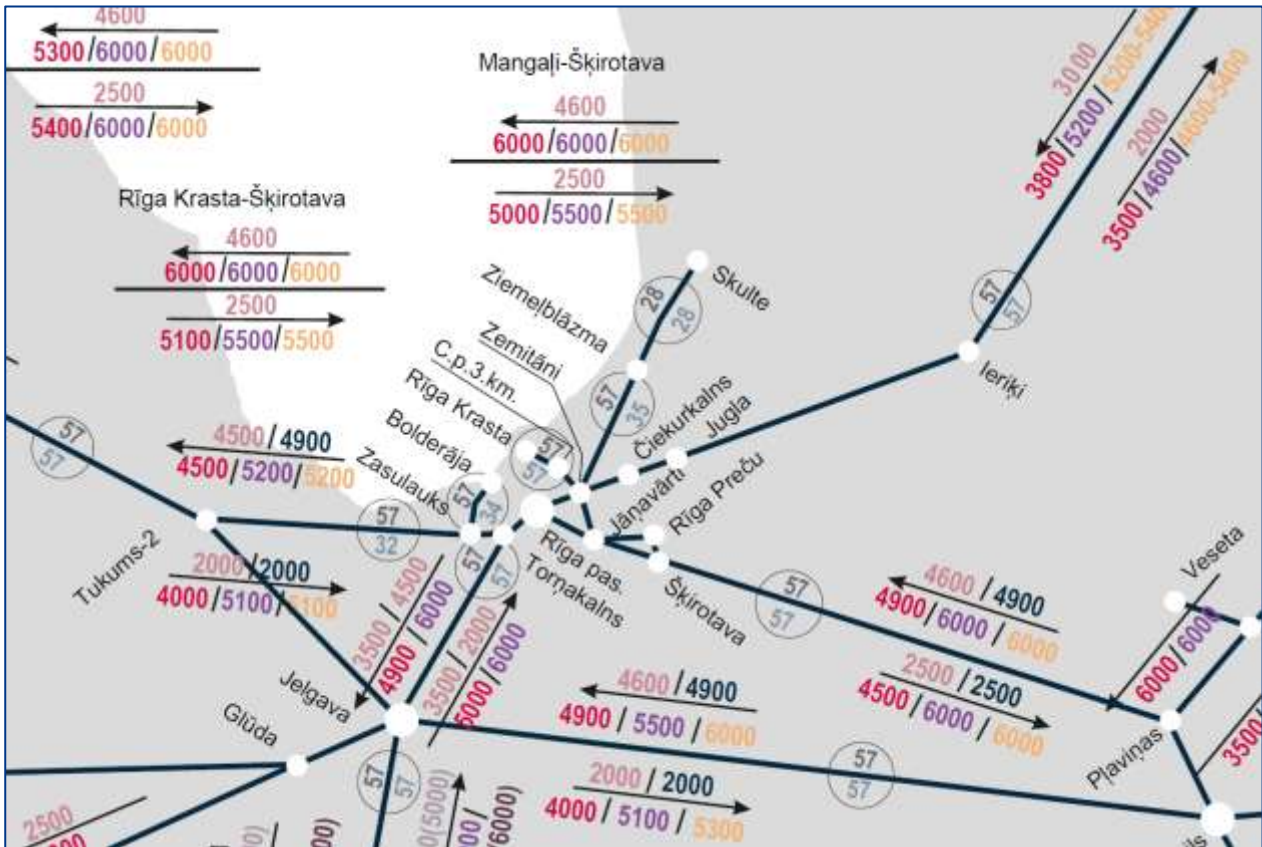 4600
5300/6000/6000
2500
5400/6000/6000
Mangaļi-Šķirotava
4600
6000/6000/6000
2500
5000/5500/5500
3000
3800/5200/5200-5400
2000
3500/4600/4600-5400
Rīga Krasta-Šķirotava
4600
6000/6000/6000
2500
5100/5500/5500
Skulte
28
28
Ziemeļblāzma
Zemitāni
C.p.3.km.
Rīga Krasta
Bolderāja
Zasulauks
57
35
57
57
Ieriķi
Čiekurkalns
Jugla
57
57
57
57
4500/4900
4500/5200/5200
57
34
Jāņavārti
Rīga Preču
57
32
Tukums-2
2000/2000
4000/5100/5100
57
57
Rīga pas.
Torņakalns
Šķirotava
57
57
4600/4900
4900/6000/6000
Veseta
6000/6000
3500/4500
4900/6000
3500/2000
5000/6000
2500/2500
4500/6000/6000
Jelgava
Glūda
4600/4900
4900/5500/6000
Pļaviņas
57
57
57
57
2000/2000
4000/5100/5300
3500/
2500
(5000)
6000)